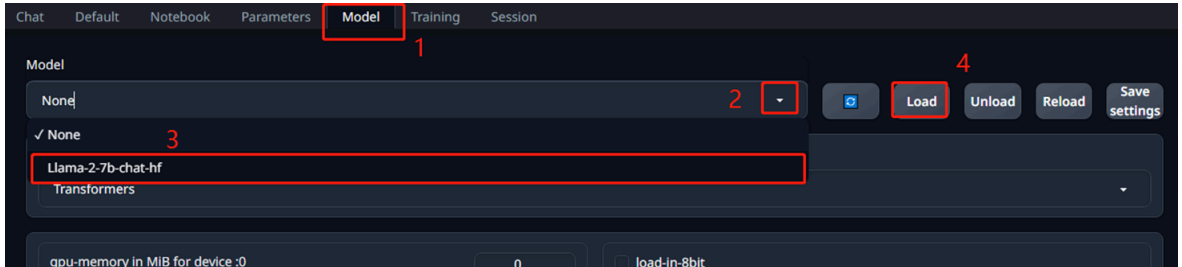 Chat Default Notebook Parameters Model Training Session
1
Model
4
None 2 Load Unload Reload Save settings
✓ None
3
Llama-2-7b-chat-hf
Transformers
gpu-memory in MiB for device :0 0 load-in-8bit